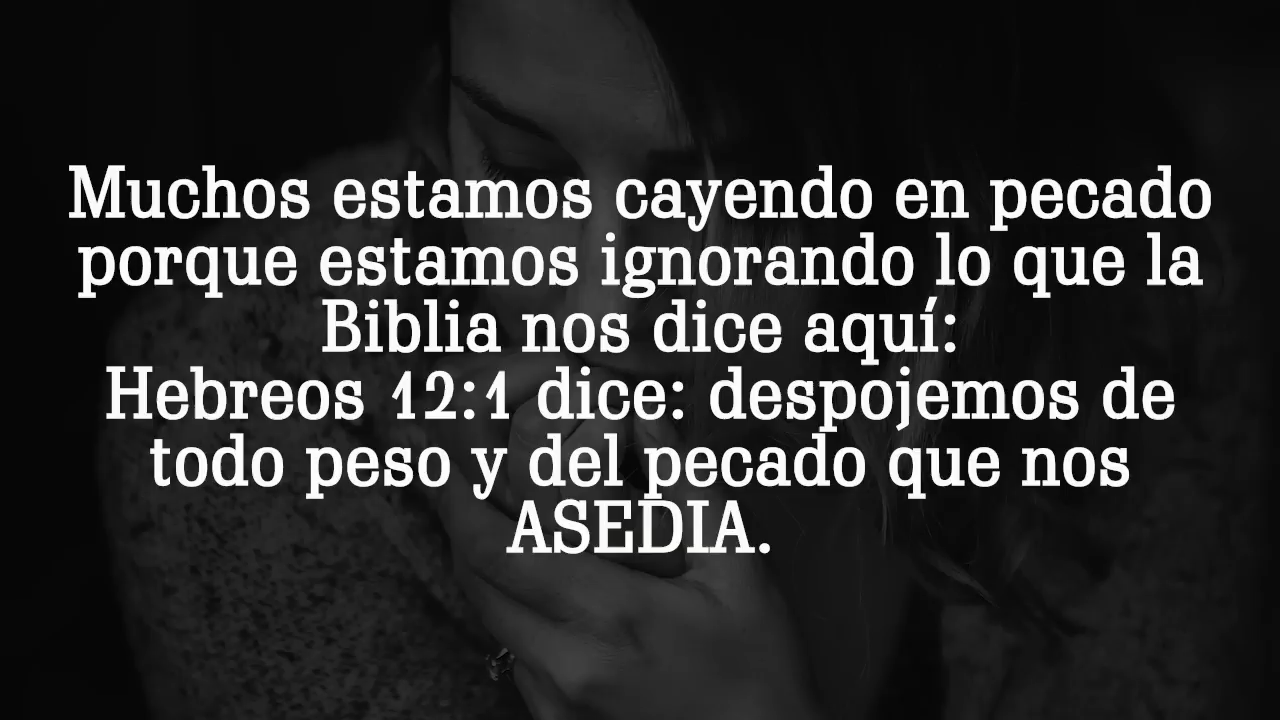 Muchos estamos cayendo en pecado
porque estamos ignorando lo que la
Biblia nos dice aquí:
Hebreos 12:1 dice: despojemos de
todo peso y del pecado que nos
ASEDIA.